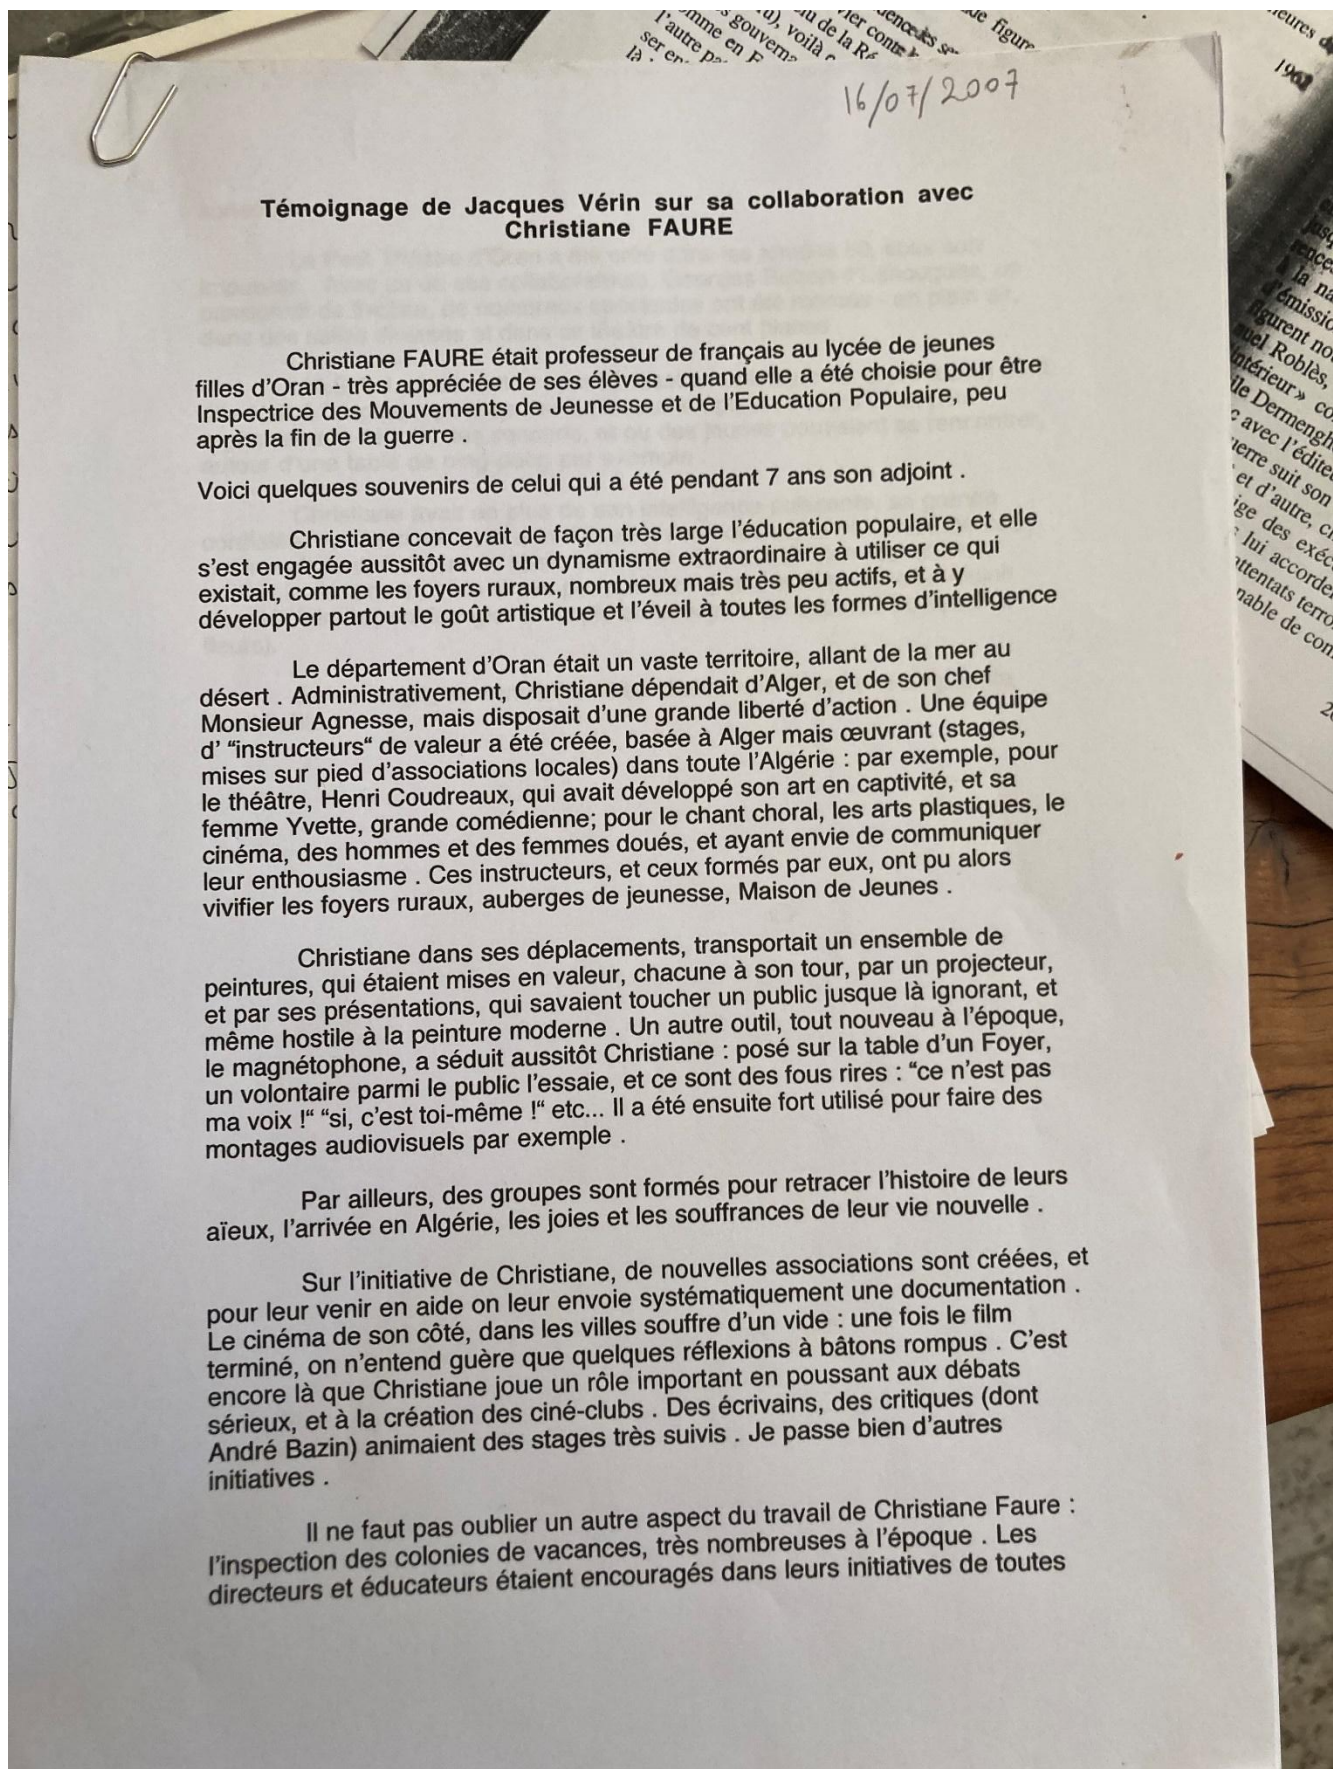 16/07/2007
Témoignage de Jacques Vérin sur sa collaboration avec
Christiane FAURE
Christiane FAURE était professeur de français au lycée de jeunes
filles d'Oran - très appréciée de ses élèves - quand elle a été choisie pour être
Inspectrice des Mouvements de Jeunesse et de l'Education Populaire, peu
après la fin de la guerre .
Voici quelques souvenirs de celui qui a été pendant 7 ans son adjoint .
Christiane concevait de façon très large l'éducation populaire, et elle
s'est engagée aussitôt avec un dynamisme extraordinaire à utiliser ce qui
existait, comme les foyers ruraux, nombreux mais très peu actifs, et à y
développer partout le goût artistique et l'éveil à toutes les formes d'intelligence
Le département d'Oran était un vaste territoire, allant de la mer au
désert . Administrativement, Christiane dépendait d'Alger, et de son chef
Monsieur Agnesse, mais disposait d'une grande liberté d'action . Une équipe
d' “instructeurs“ de valeur a été créée, basée à Alger mais œuvrant (stages,
mises sur pied d'associations locales) dans toute l'Algérie : par exemple, pour
le théâtre, Henri Coudreaux, qui avait développé son art en captivité, et sa
femme Yvette, grande comédienne; pour le chant choral, les arts plastiques, le
cinéma, des hommes et des femmes doués, et ayant envie de communiquer
leur enthousiasme . Ces instructeurs, et ceux formés par eux, ont pu alors
vivifier les foyers ruraux, auberges de jeunesse, Maison de Jeunes .
Christiane dans ses déplacements, transportait un ensemble de
peintures, qui étaient mises en valeur, chacune à son tour, par un projecteur,
et par ses présentations, qui savaient toucher un public jusque là ignorant, et
même hostile à la peinture moderne . Un autre outil, tout nouveau à l'époque,
le magnétophone, a séduit aussitôt Christiane : posé sur la table d'un Foyer,
un volontaire parmi le public l'essaie, et ce sont des fous rires : “ce n'est pas
ma voix !“ “si, c'est toi-même !“ etc... Il a été ensuite fort utilisé pour faire des
montages audiovisuels par exemple .
Par ailleurs, des groupes sont formés pour retracer l'histoire de leurs
aïeux, l'arrivée en Algérie, les joies et les souffrances de leur vie nouvelle .
Sur l'initiative de Christiane, de nouvelles associations sont créées, et
pour leur venir en aide on leur envoie systématiquement une documentation .
Le cinéma de son côté, dans les villes souffre d'un vide : une fois le film
terminé, on n'entend guère que quelques réflexions à bâtons rompus . C'est
encore là que Christiane joue un rôle important en poussant aux débats
sérieux, et à la création des ciné-clubs . Des écrivains, des critiques (dont
André Bazin) animaient des stages très suivis . Je passe bien d'autres
initiatives .
Il ne faut pas oublier un autre aspect du travail de Christiane Faure :
l'inspection des colonies de vacances, très nombreuses à l'époque . Les
directeurs et éducateurs étaient encouragés dans leurs initiatives de toutes
voilà
de la
figure
l'autre
là
1962
à la
d'émissio
figurent
Roblès,
intérieur»
avec l'édite
suit son
et d'autre,
des
lui accorder
attentats
de